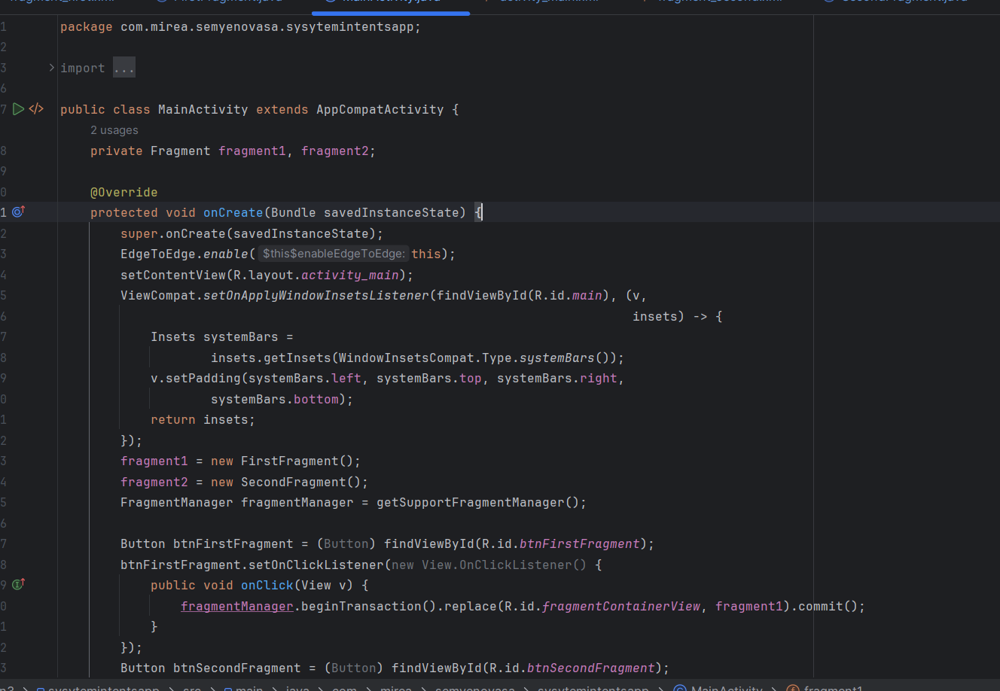 package com.mirea.semyenovasa.sysytemintentsapp;
import ...
public class MainActivity extends AppCompatActivity {
2 usages
private Fragment fragment1, fragment2;
@Override
protected void onCreate(Bundle savedInstanceState) {
super.onCreate(savedInstanceState);
EdgeToEdge.enable( $this$enableEdgeToEdge: this);
setContentView(R.layout.activity_main);
ViewCompat.setOnApplyWindowInsetsListener(findViewById(R.id.main), (v,
insets) -> {
Insets systemBars =
insets.getInsets(WindowInsetsCompat.Type.systemBars());
v.setPadding(systemBars.left, systemBars.top, systemBars.right,
systemBars.bottom);
return insets;
});
fragment1 = new FirstFragment();
fragment2 = new SecondFragment();
FragmentManager fragmentManager = getSupportFragmentManager();
Button btnFirstFragment = (Button) findViewById(R.id.btnFirstFragment);
btnFirstFragment.setOnClickListener(new View.OnClickListener() {
public void onClick(View v) {
fragmentManager.beginTransaction().replace(R.id.fragmentContainerView, fragment1).commit();
}
});
Button btnSecondFragment = (Button) findViewById(R.id.btnSecondFragment);
sysytemintentsapp > src > main > java > com > mirea > semyenovasa > sysytemintentsapp > MainActivity > fragment1